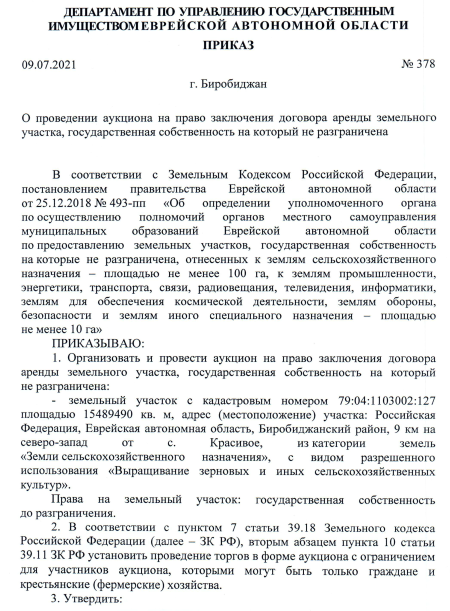 ДЕПАРТАМЕНТ ПО УПРАВЛЕНИЮ ГОСУДАРСТВЕННЫМ
ИМУЩЕСТВОМ ЕВРЕЙСКОЙ АВТОНОМНОЙ ОБЛАСТИ
ПРИКАЗ
09.07.2021 № 378
г. Биробиджан
О проведении аукциона на право заключения договора аренды земельного
участка, государственная собственность на который не разграничена
В соответствии с Земельным Кодексом Российской Федерации,
постановлением правительства Еврейской автономной области
от 25.12.2018 № 493-пп «Об определении уполномоченного органа
по осуществлению полномочий органов местного самоуправления
муниципальных образований Еврейской автономной области
по предоставлению земельных участков, государственная собственность
на которые не разграничена, отнесенных к землям сельскохозяйственного
назначения – площадью не менее 100 га, к землям промышленности,
энергетики, транспорта, связи, радиовещания, телевидения, информатики,
землям для обеспечения космической деятельности, землям обороны,
безопасности и землям иного специального назначения – площадью
не менее 10 га»
ПРИКАЗЫВАЮ:
1. Организовать и провести аукцион на право заключения договора
аренды земельного участка, государственная собственность на который
не разграничена:
- земельный участок с кадастровым номером 79:04:1103002:127
площадью 15489490 кв. м, адрес (местоположение) участка: Российская
Федерация, Еврейская автономная область, Биробиджанский район, 9 км на
северо-запад от с. Красивое, из категории земель
«Земли сельскохозяйственного назначения», с видом разрешенного
использования «Выращивание зерновых и иных сельскохозяйственных
культур».
Права на земельный участок: государственная собственность
до разграничения.
2. В соответствии с пунктом 7 статьи 39.18 Земельного кодекса
Российской Федерации (далее – ЗК РФ), вторым абзацем пункта 10 статьи
39.11 ЗК РФ установить проведение торгов в форме аукциона с ограничением
для участников аукциона, которыми могут быть только граждане и
крестьянские (фермерские) хозяйства.
3. Утвердить: